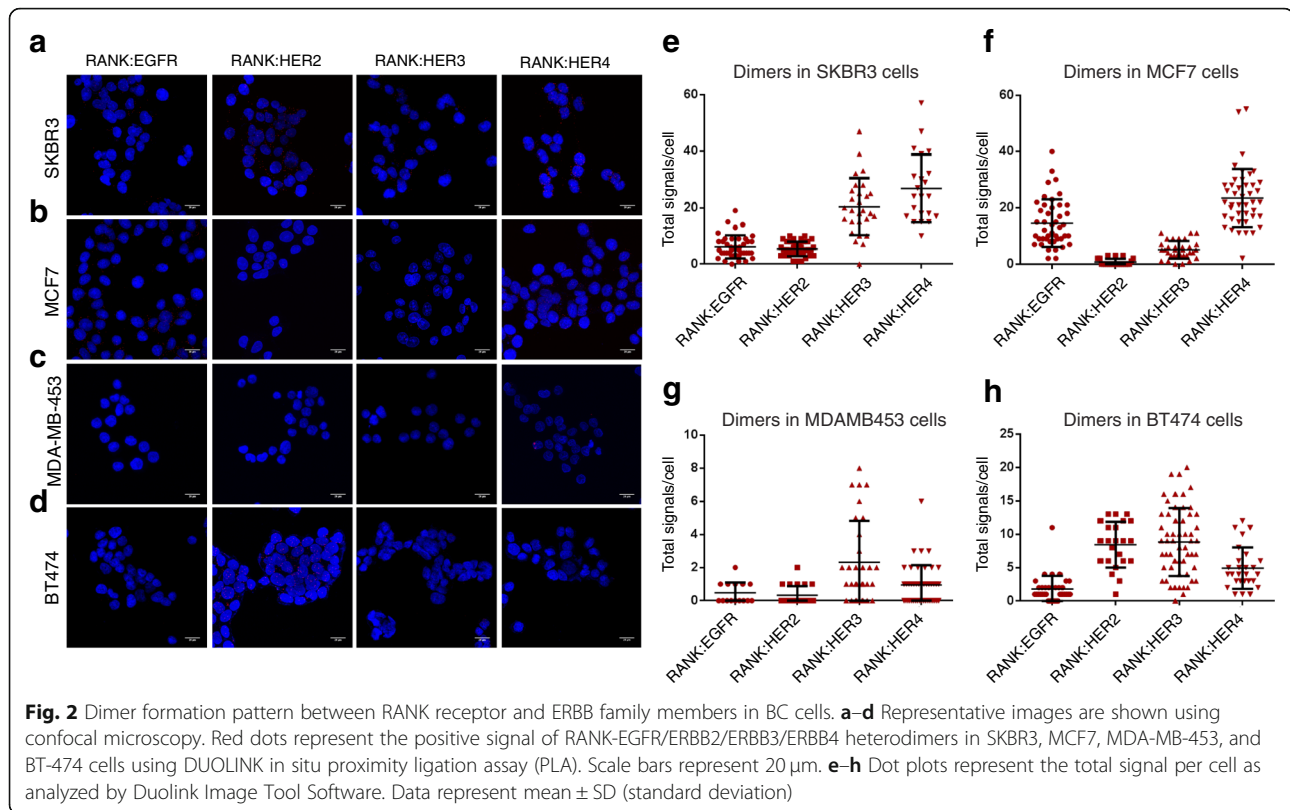 a
RANK:EGFR RANK:HER2 RANK:HER3 RANK:HER4
SKBR3
b
MCF7
c
MDA-MB-453
d
BT474
e
Dimers in SKBR3 cells
Total signals/cell
60
40
20
0
RANK:EGFR
RANK:HER2
RANK:HER3
RANK:HER4
f
Dimers in MCF7 cells
Total signals/cell
60
40
20
0
RANK:EGFR
RANK:HER2
RANK:HER3
RANK:HER4
g
Dimers in MDAMB453 cells
Total signals/cell
10
8
6
4
2
0
RANK:EGFR
RANK:HER2
RANK:HER3
RANK:HER4
h
Dimers in BT474 cells
Total signals/cell
25
20
15
10
5
0
RANK:EGFR
RANK:HER2
RANK:HER3
RANK:HER4
Fig. 2 Dimer formation pattern between RANK receptor and ERBB family members in BC cells. a–d Representative images are shown using
confocal microscopy. Red dots represent the positive signal of RANK-EGFR/ERBB2/ERBB3/ERBB4 heterodimers in SKBR3, MCF7, MDA-MB-453, and
BT-474 cells using DUOLINK in situ proximity ligation assay (PLA). Scale bars represent 20 μm. e–h Dot plots represent the total signal per cell as
analyzed by Duolink Image Tool Software. Data represent mean ± SD (standard deviation)